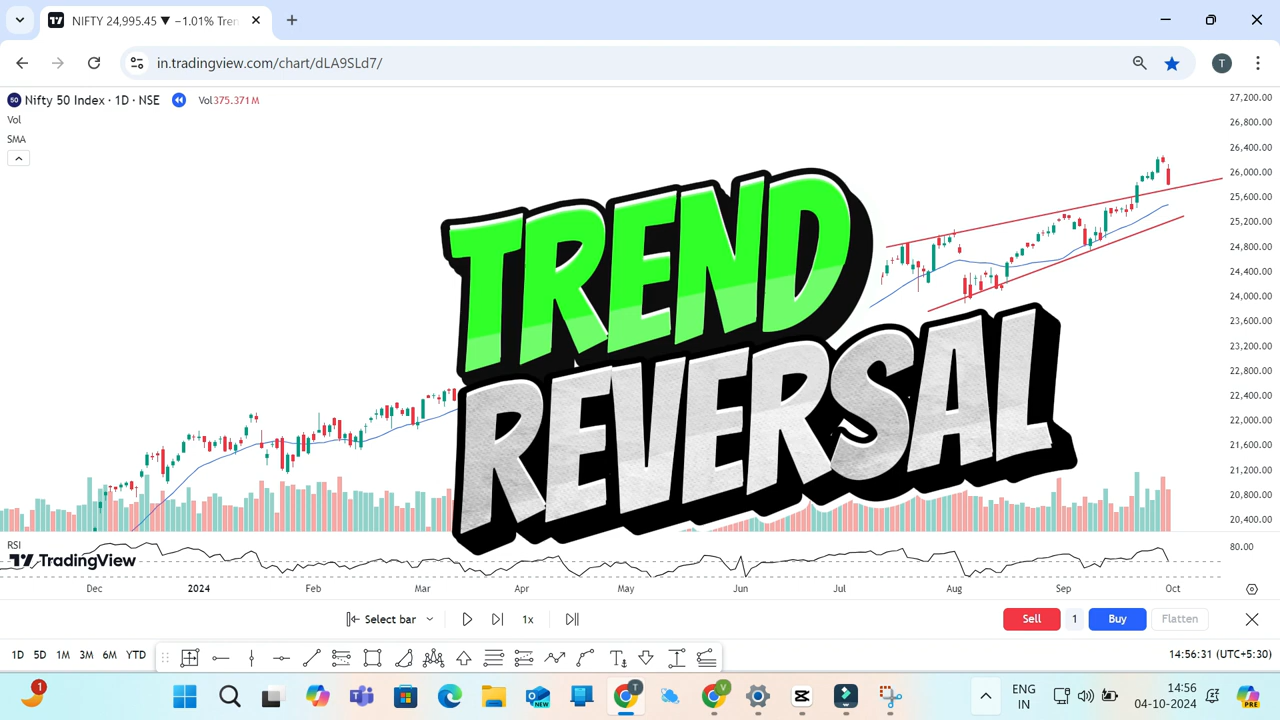 NIFTY 24,995.45 ▼ −1.01% Tren
in.tradingview.com/chart/dLA9SLd7/
T
50 Nifty 50 Index · 1D · NSE Vol375.371M
Vol
SMA
27,200.00
26,800.00
26,400.00
26,000.00
25,600.00
25,200.00
24,800.00
24,400.00
24,000.00
23,600.00
23,200.00
22,800.00
22,400.00
22,000.00
21,600.00
21,200.00
20,800.00
20,400.00
TREND
REVERSAL
RSI
80.00
TradingView
Dec 2024 Feb Mar Apr May Jun Jul Aug Sep Oct
Select bar 1x Sell 1 Buy Flatten
1D 5D 1M 3M 6M YTD 14:56:31 (UTC+5:30)
1 NEW T V ENG 14:56 PRE
IN 04-10-2024